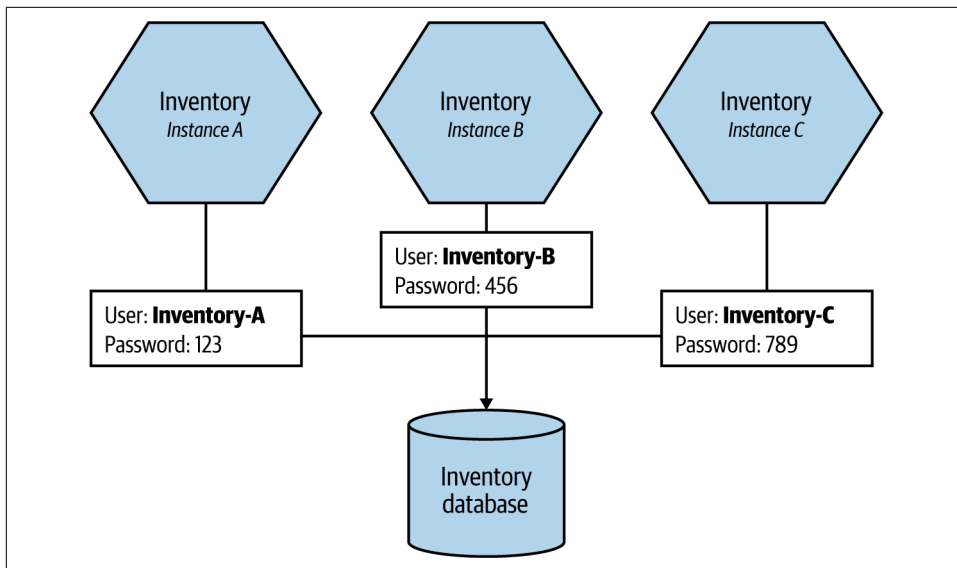 Inventory
Instance A
Inventory
Instance B
Inventory
Instance C
User: Inventory-B
Password: 456
User: Inventory-A
Password: 123
User: Inventory-C
Password: 789
Inventory
database